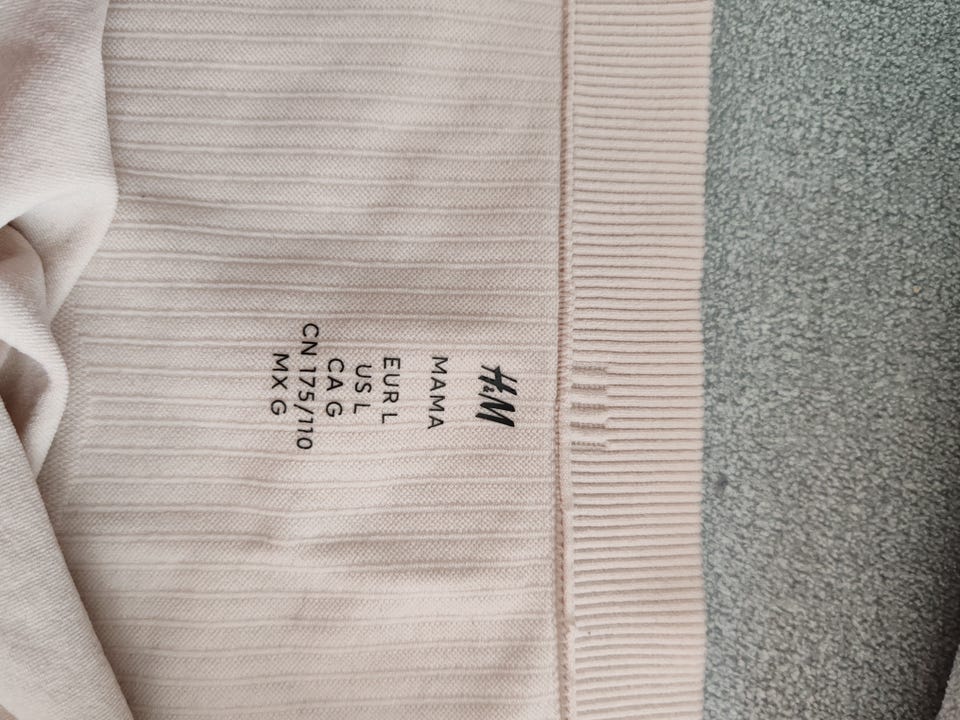 H&M
MAMA
EUR L
US L
CA G
CN 175/110
MX G